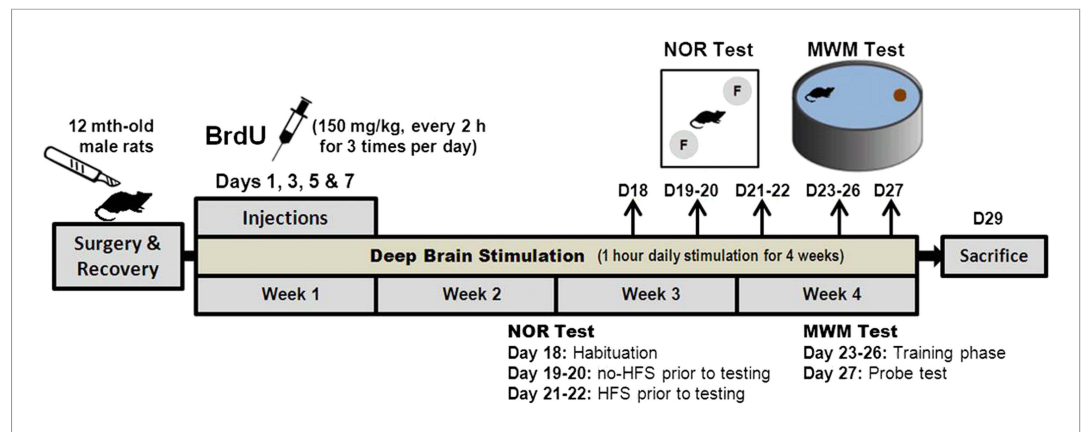 NOR Test
MWM Test
F
F
12 mth-old
male rats
BrdU
(150 mg/kg, every 2 h
for 3 times per day)
Days 1, 3, 5 & 7
D18
D19-20
D21-22
D23-26
D27
Injections
D29
Surgery &
Recovery
Deep Brain Stimulation (1 hour daily stimulation for 4 weeks)
Sacrifice
Week 1
Week 2
Week 3
Week 4
NOR Test
Day 18: Habituation
Day 19-20: no-HFS prior to testing
Day 21-22: HFS prior to testing
MWM Test
Day 23-26: Training phase
Day 27: Probe test